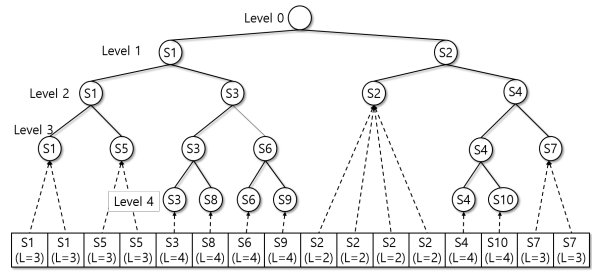 Level 0
Level 1 S1 S2
Level 2 S1 S3 S2 S4
Level 3
S1 S5 S3 S6 S4 S7
Level 4 S3 S8 S6 S9 S4 S10
S1 S1 S5 S5 S3 S8 S6 S9 S2 S2 S2 S2 S4 S10 S7 S7
(L=3) (L=3) (L=3) (L=3) (L=4) (L=4) (L=4) (L=4) (L=2) (L=2) (L=2) (L=2) (L=4) (L=4) (L=3) (L=3)